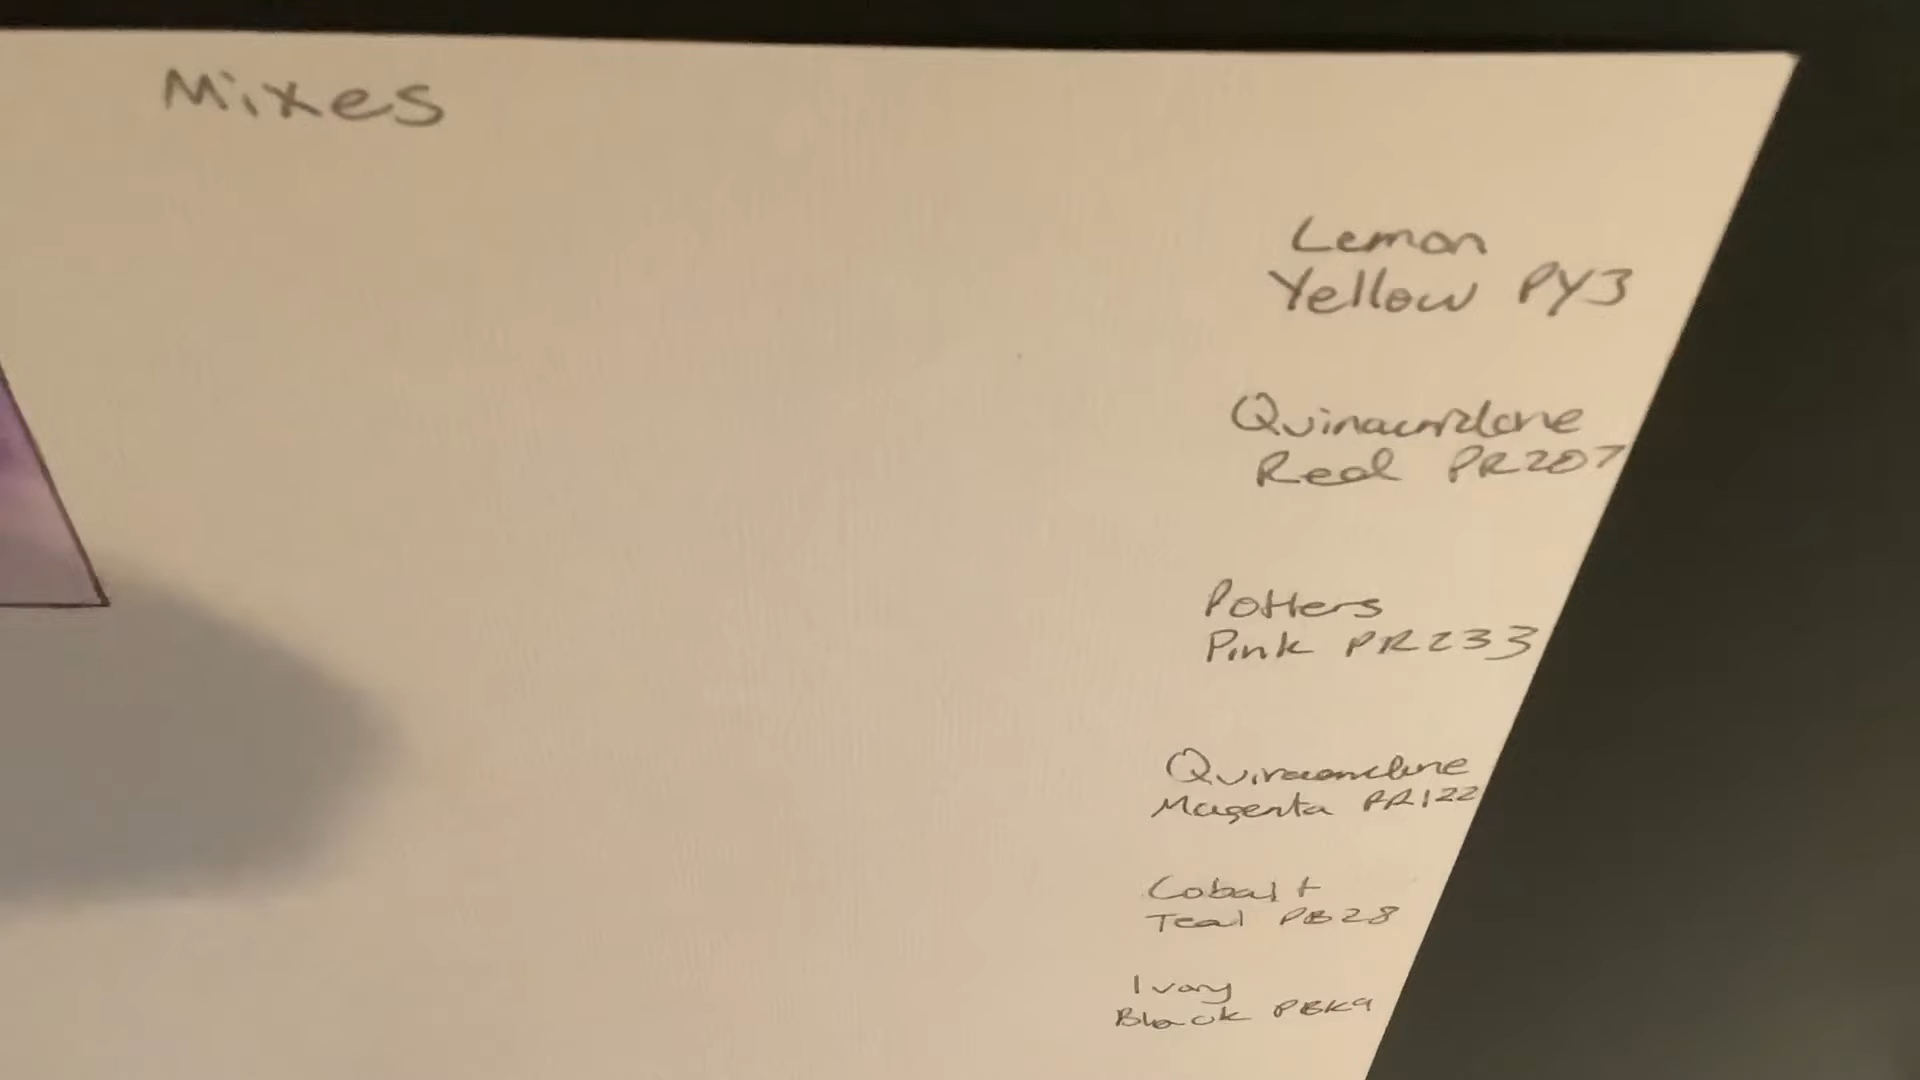 Mixes
Lemon
Yellow PY3
Quinacridone
Red PR207
Potters
Pink PR233
Quinacridone
Magenta PR122
Cobalt
Teal PB28
Ivory
Black PBK9